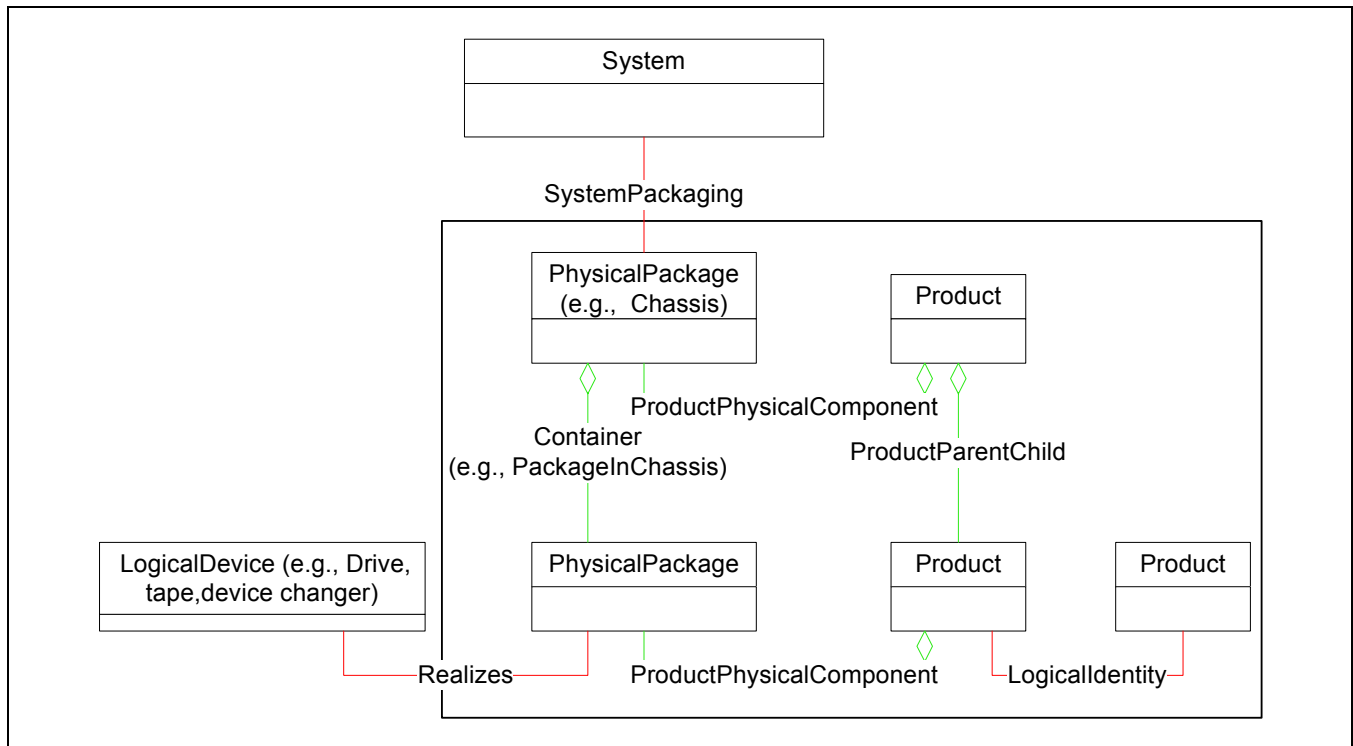 System
SystemPackaging
PhysicalPackage
(e.g.,  Chassis)
Product
ProductPhysicalComponent
Container
(e.g., PackageInChassis)
ProductParentChild
LogicalDevice (e.g., Drive,
tape,device changer)
PhysicalPackage
Product
Product
Realizes
ProductPhysicalComponent
LogicalIdentity